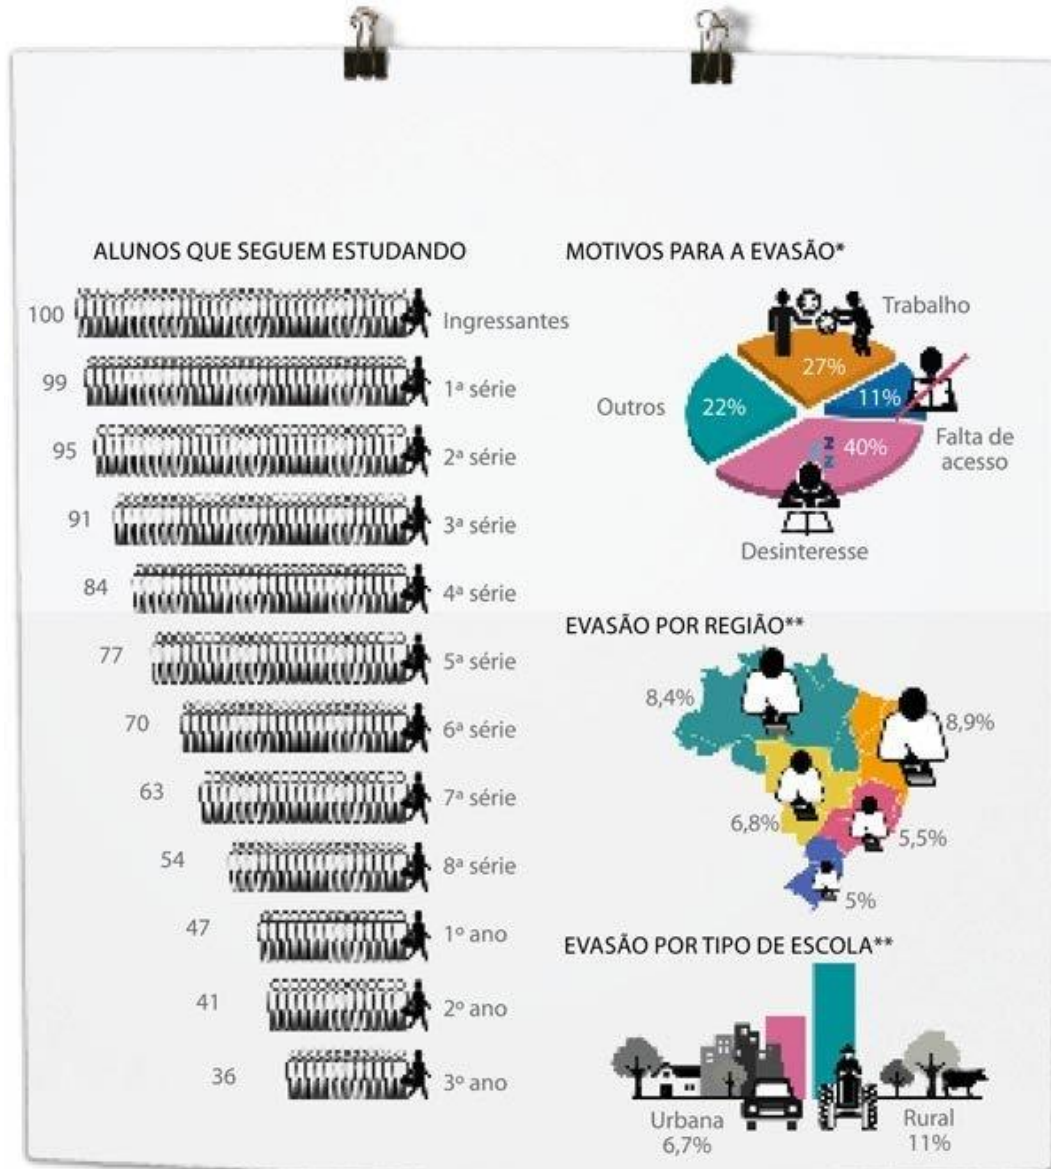 ALUNOS QUE SEGUEM ESTUDANDO
100 Ingressantes
99 1ª série
95 2ª série
91 3ª série
84 4ª série
77 5ª série
70 6ª série
63 7ª série
54 8ª série
47 1º ano
41 2º ano
36 3º ano
MOTIVOS PARA A EVASÃO*
Trabalho
27%
11%
Falta de
acesso
Outros
22%
40%
Z
Z
Desinteresse
EVASÃO POR REGIÃO**
8,4%
8,9%
6,8%
5,5%
5%
EVASÃO POR TIPO DE ESCOLA**
Urbana
6,7%
Rural
11%